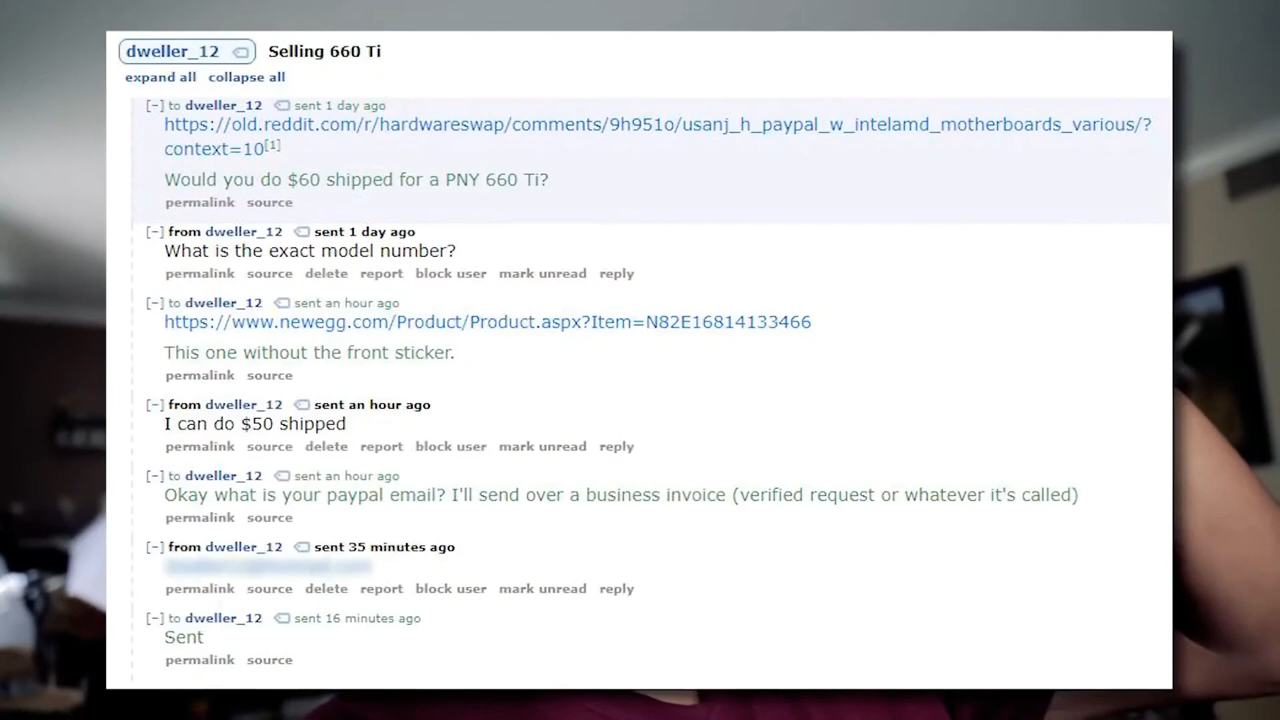 dweller_12 Selling 660 Ti
expand all collapse all
[-] to dweller_12 sent 1 day ago
https://old.reddit.com/r/hardwareswap/comments/9h951o/usanj_h_paypal_w_intelamd_motherboards_various/?
context=10[1]
Would you do $60 shipped for a PNY 660 Ti?
permalink source
[-] from dweller_12 sent 1 day ago
What is the exact model number?
permalink source delete report block user mark unread reply
[-] to dweller_12 sent an hour ago
https://www.newegg.com/Product/Product.aspx?Item=N82E16814133466
This one without the front sticker.
permalink source
[-] from dweller_12 sent an hour ago
I can do $50 shipped
permalink source delete report block user mark unread reply
[-] to dweller_12 sent an hour ago
Okay what is your paypal email? I'll send over a business invoice (verified request or whatever it's called)
permalink source
[-] from dweller_12 sent 35 minutes ago
permalink source delete report block user mark unread reply
[-] to dweller_12 sent 16 minutes ago
Sent
permalink source